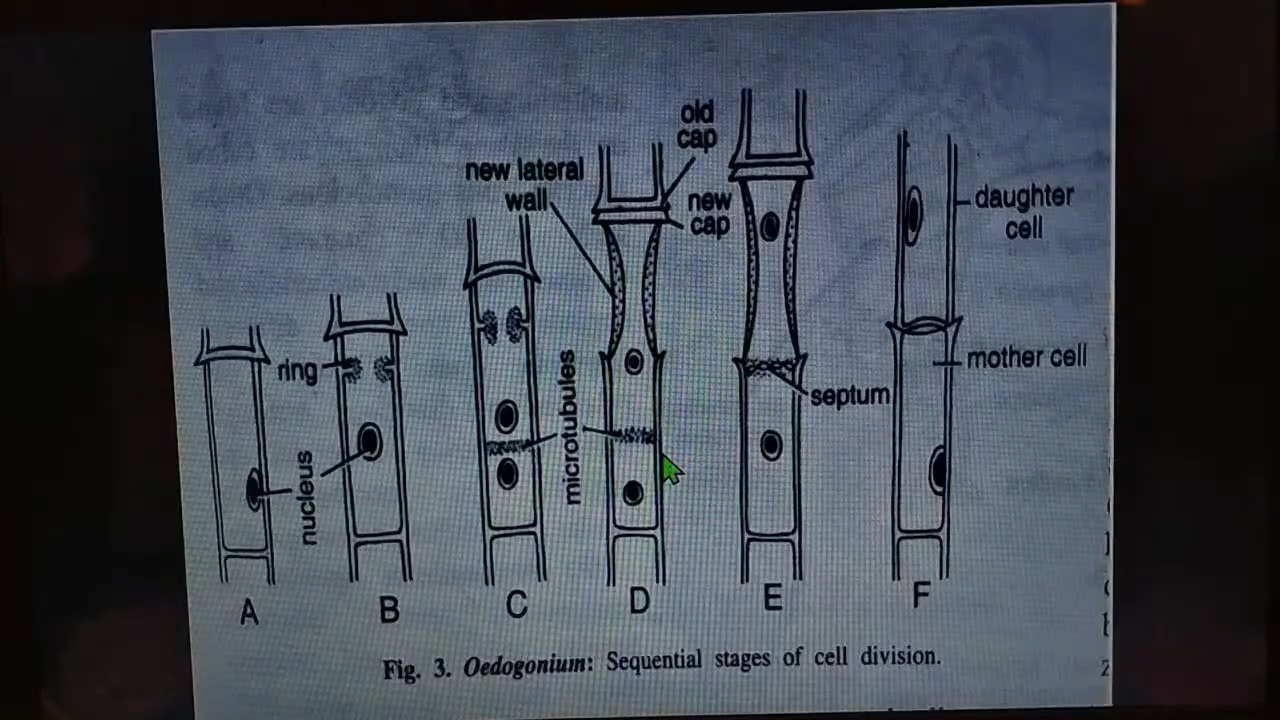 old
cap
new lateral
wall
new
cap
daughter
cell
ring
microtubules
mother cell
septum
nucleus
A
B
C
D
E
F
Fig. 3. Oedogonium: Sequential stages of cell division.
2